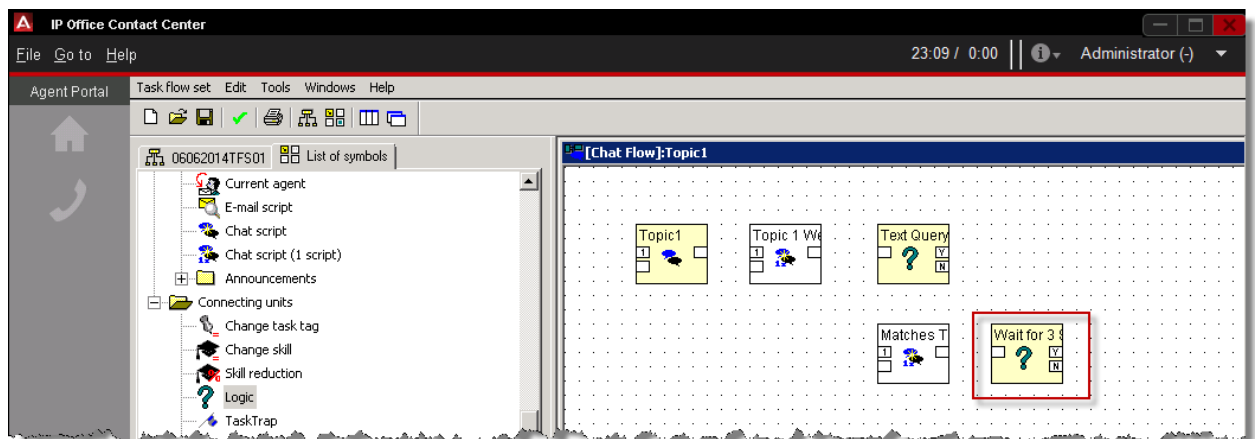 IP Office Contact Center
File Go to Help
23:09 / 0:00 Administrator (-)
Agent Portal
Task flow set Edit Tools Windows Help
06062014TFS01 List of symbols
[Chat Flow]:Topic1
Current agent
E-mail script
Chat script
Chat script (1 script)
Announcements
Connecting units
Change task tag
Change skill
Skill reduction
Logic
TaskTrap
Topic1
1
Topic 1 We
1
Text Query
Y
N
Matches T
1
Wait for 3 S
Y
N